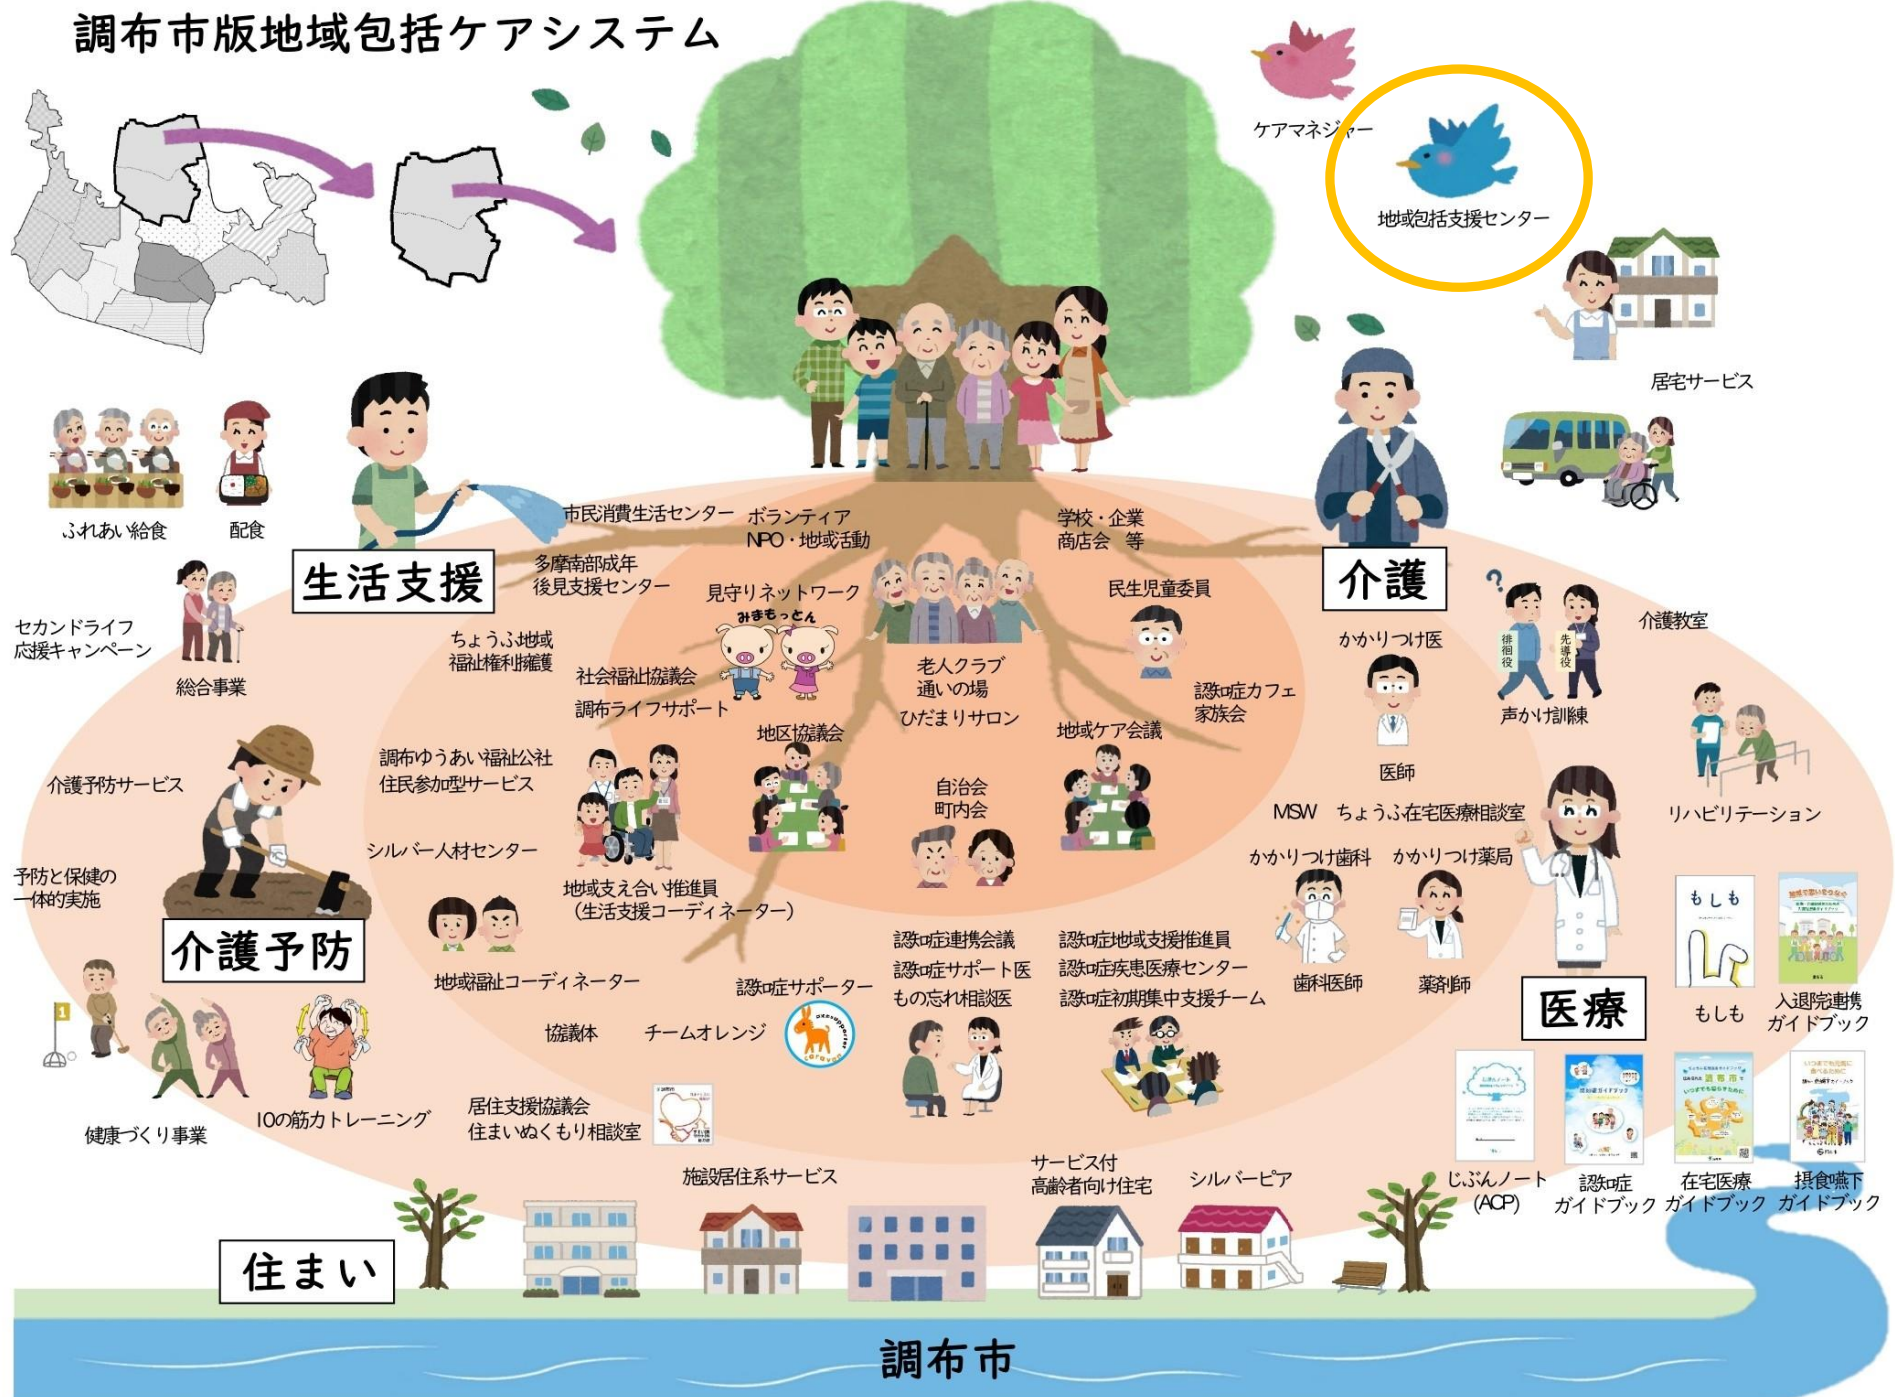 調布市版地域包括ケアシステム
ケアマネジャー
地域包括支援センター
居宅サービス
ふれあい給食
配食
生活支援
市民消費生活センター
ボランティア
NPO・地域活動
学校・企業
商店会 等
介護
多摩南部成年
後見支援センター
見守りネットワーク
みまもっとん
民生児童委員
セカンドライフ
応援キャンペーン
総合事業
ちょうふ地域
福祉権利擁護
社会福祉協議会
調布ライフサポート
老人クラブ
通いの場
ひだまりサロン
認知症カフェ
家族会
かかりつけ医
医師
?
徘徊役
先導役
声かけ訓練
介護教室
リハビリテーション
介護予防サービス
調布ゆうあい福祉公社
住民参加型サービス
地区協議会
地域ケア会議
自治会
町内会
MSW
ちょうふ在宅医療相談室
シルバー人材センター
かかりつけ歯科
かかりつけ薬局
予防と保健の
一体的実施
介護予防
地域支え合い推進員
(生活支援コーディネーター)
地域福祉コーディネーター
認知症サポーター
認知症連携会議
認知症サポート医
もの忘れ相談医
認知症地域支援推進員
認知症疾患医療センター
認知症初期集中支援チーム
歯科医師
薬剤師
医療
もしも
もしも
入退院連携
ガイドブック
1
協議体
チームオレンジ
caravan
健康づくり事業
10の筋力トレーニング
居住支援協議会
住まいぬくもり相談室
施設居住系サービス
サービス付
高齢者向け住宅
シルバーピア
じぶんノート
(ACP)
認知症
ガイドブック
在宅医療
ガイドブック
摂食嚥下
ガイドブック
住まい
調布市